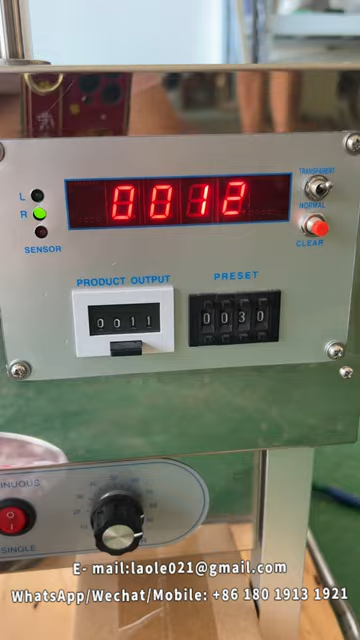 0012
TRANSPARENT
NORMAL
CLEAR
L
R
SENSOR
PRODUCT OUTPUT
PRESET
0011
0030
INUOUS
SINGLE
E- mail:laole021@gmail.com
WhatsApp/Wechat/Mobile: +86 180 1913 1921